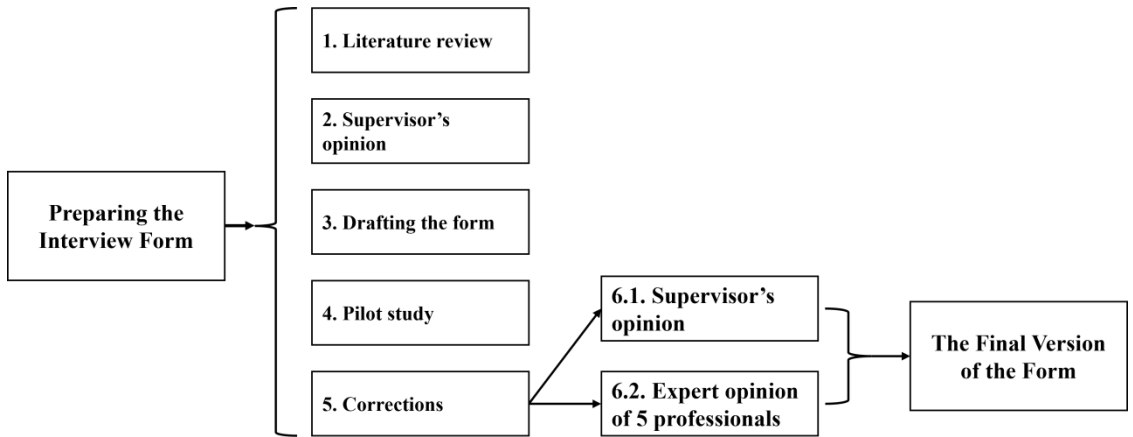 Preparing the
Interview Form
1. Literature review
2. Supervisor’s
opinion
3. Drafting the form
4. Pilot study
5. Corrections
6.1. Supervisor’s
opinion
6.2. Expert opinion
of 5 professionals
The Final Version
of the Form